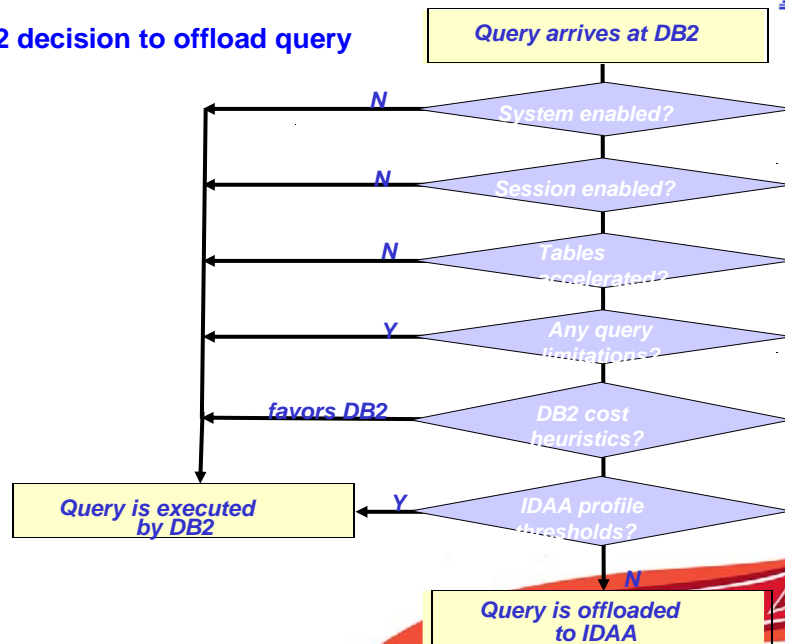 2 decision to offload query
Query arrives at DB2
N
System enabled?
N
Session enabled?
N
Tables
accelerated?
Y
Any query
limitations?
favors DB2
DB2 cost
heuristics?
Query is executed
by DB2
Y
IDAA profile
thresholds?
N
Query is offloaded
to IDAA